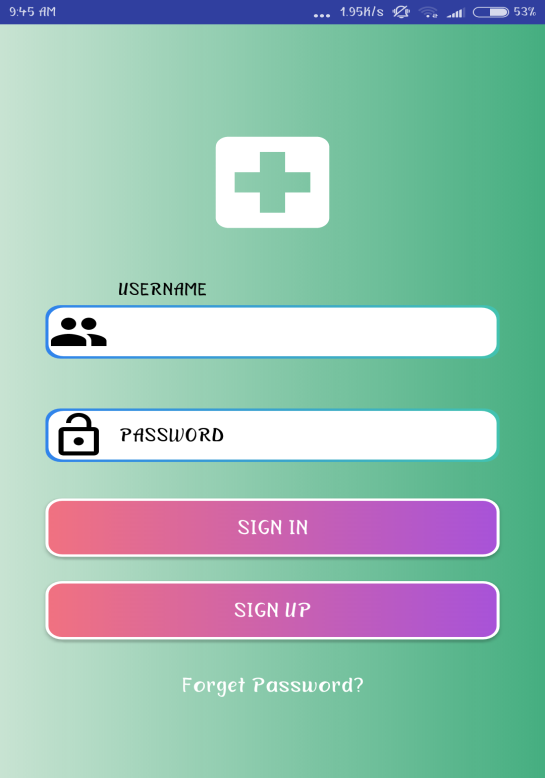 9:45 AM ... 1.95K/s 53%
USERNAME
PASSWORD
SIGN IN
SIGN UP
Forget Password?